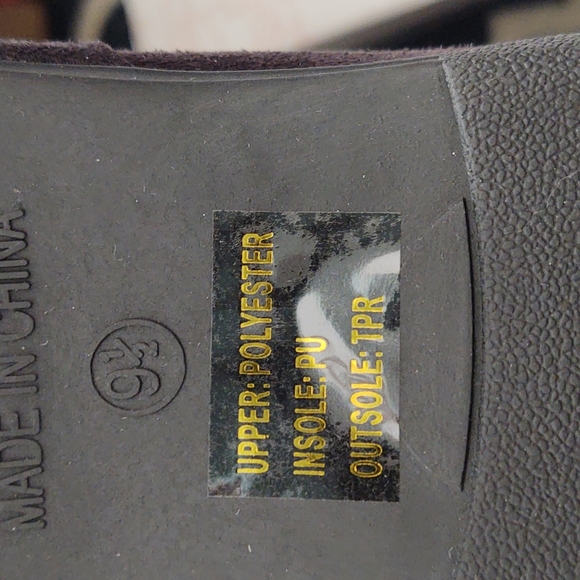 MADE IN CHINA
9½
UPPER: POLYESTER
INSOLE: PU
OUTSOLE: TPR